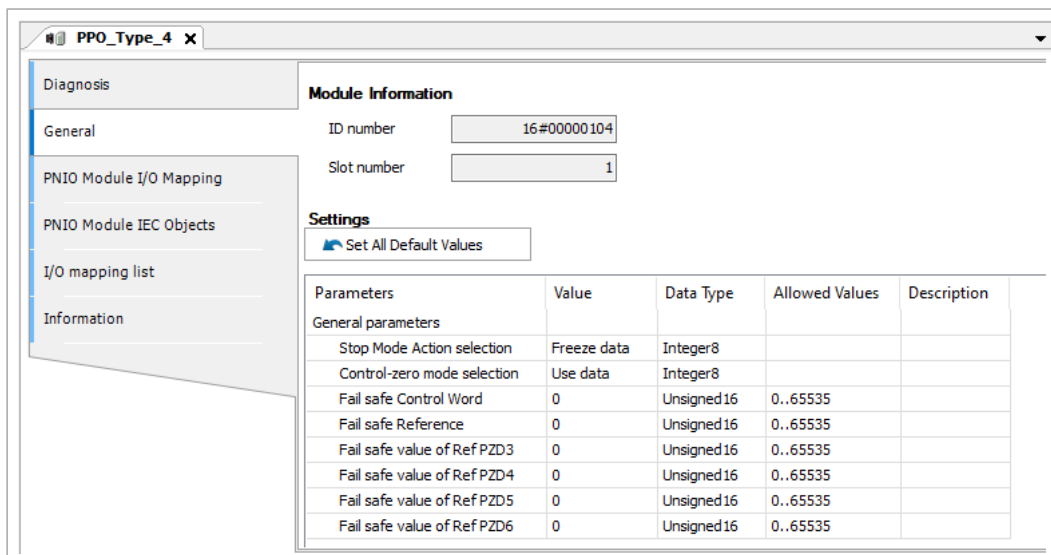 PPO_Type_4 X
Diagnosis
General
PNIO Module I/O Mapping
PNIO Module IEC Objects
I/O mapping list
Information
Module Information
ID number 16#00000104
Slot number 1
Settings
Set All Default Values
Parameters Value Data Type Allowed Values Description
General parameters
Stop Mode Action selection Freeze data Integer8
Control-zero mode selection Use data Integer8
Fail safe Control Word 0 Unsigned16 0..65535
Fail safe Reference 0 Unsigned16 0..65535
Fail safe value of Ref PZD3 0 Unsigned16 0..65535
Fail safe value of Ref PZD4 0 Unsigned16 0..65535
Fail safe value of Ref PZD5 0 Unsigned16 0..65535
Fail safe value of Ref PZD6 0 Unsigned16 0..65535